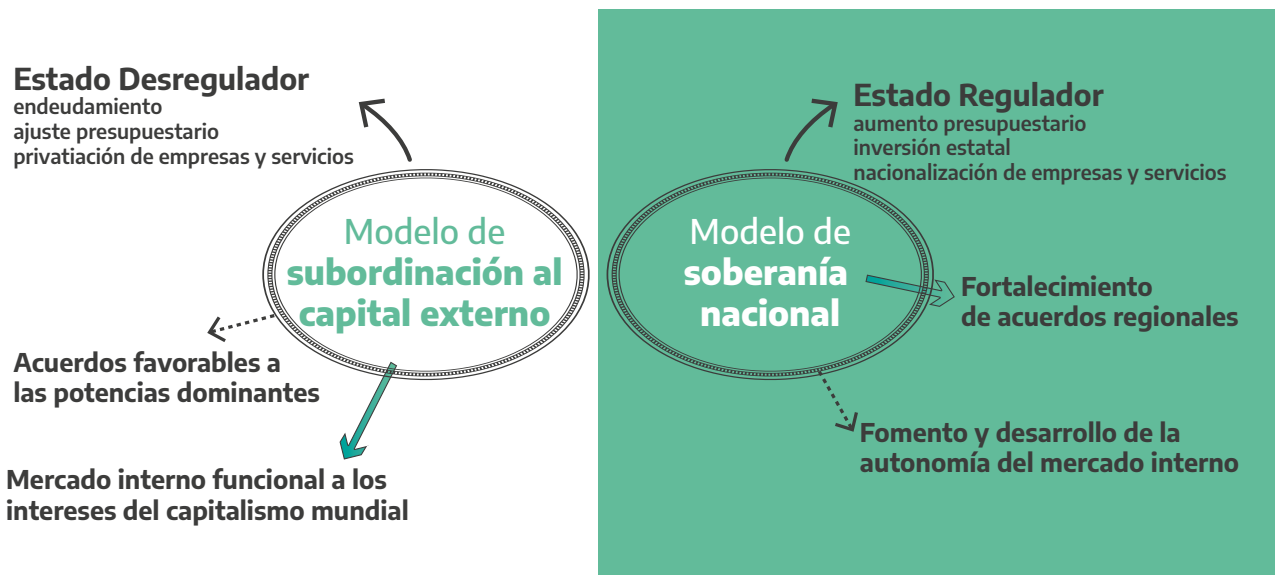 Estado Desregulador
endeudamiento
ajuste presupuestario
privatiación de empresas y servicios
Modelo de
subordinación al
capital externo
Acuerdos favorables a
las potencias dominantes
Mercado interno funcional a los
intereses del capitalismo mundial
Estado Regulador
aumento presupuestario
inversión estatal
nacionalización de empresas y servicios
Modelo de
soberanía
nacional
Fortalecimiento
de acuerdos regionales
Fomento y desarrollo de la
autonomía del mercado interno